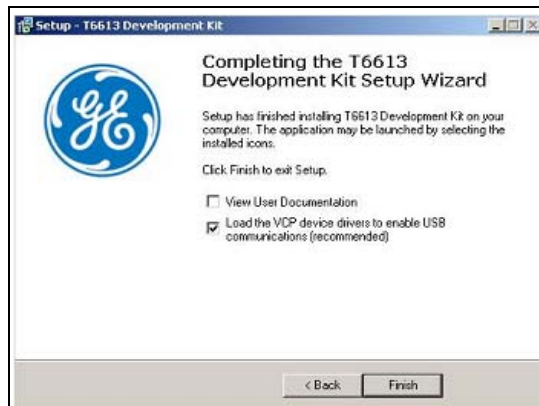 Setup - T6613 Development Kit
GE
Completing the T6613
Development Kit Setup Wizard
Setup has finished installing T6613 Development Kit on your
computer. The application may be launched by selecting the
installed icons.
Click Finish to exit Setup.
View User Documentation
Load the VCP device drivers to enable USB
communications (recommended)
< Back
Finish